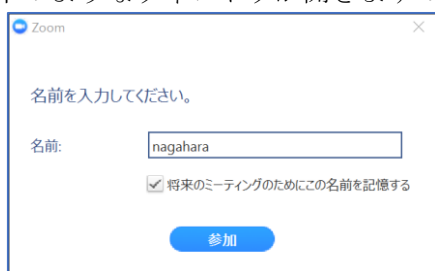 Zoom
名前を入力してください。
名前:
nagahara
将来のミーティングのためにこの名前を記憶する
参加